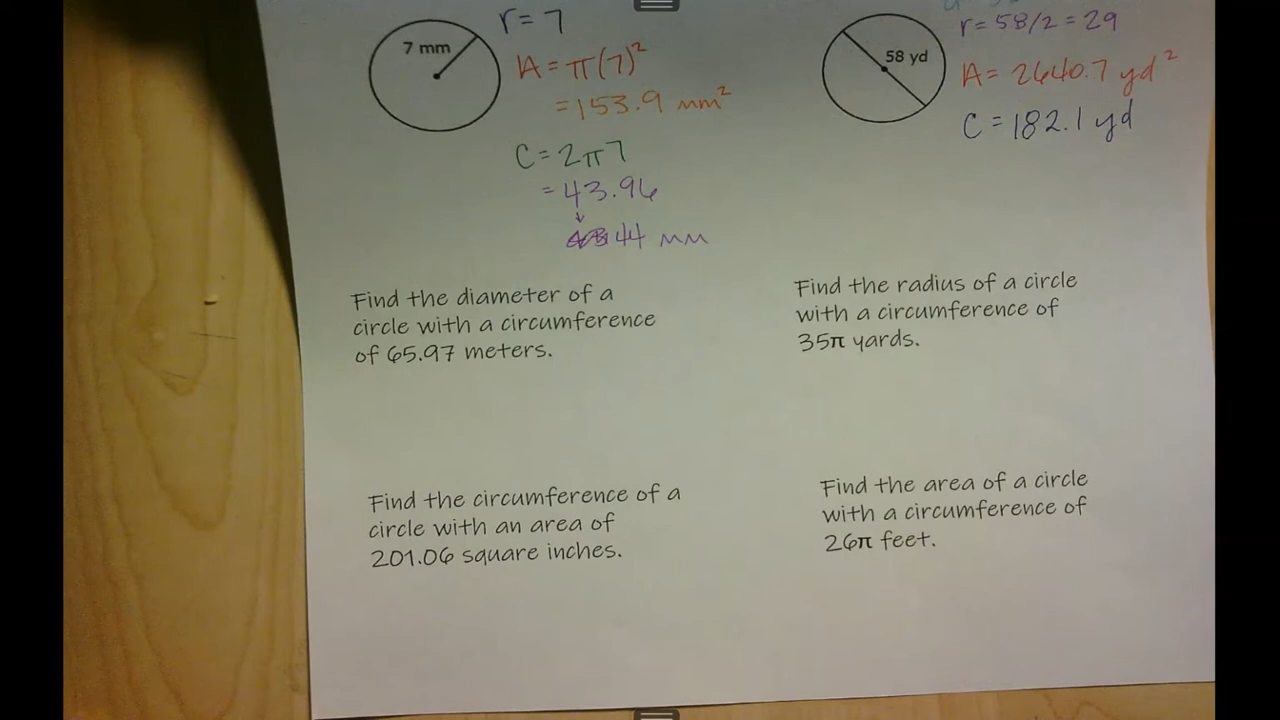 7 mm
r = 7
A = π(7)²
= 153.9 mm²
C = 2π7
= 43.96
44 mm
58 yd
r = 58/2 = 29
A = 2640.7 yd²
C = 182.1 yd
Find the diameter of a
circle with a circumference
of 65.97 meters.
Find the radius of a circle
with a circumference of
35π yards.
Find the circumference of a
circle with an area of
201.06 square inches.
Find the area of a circle
with a circumference of
26π feet.